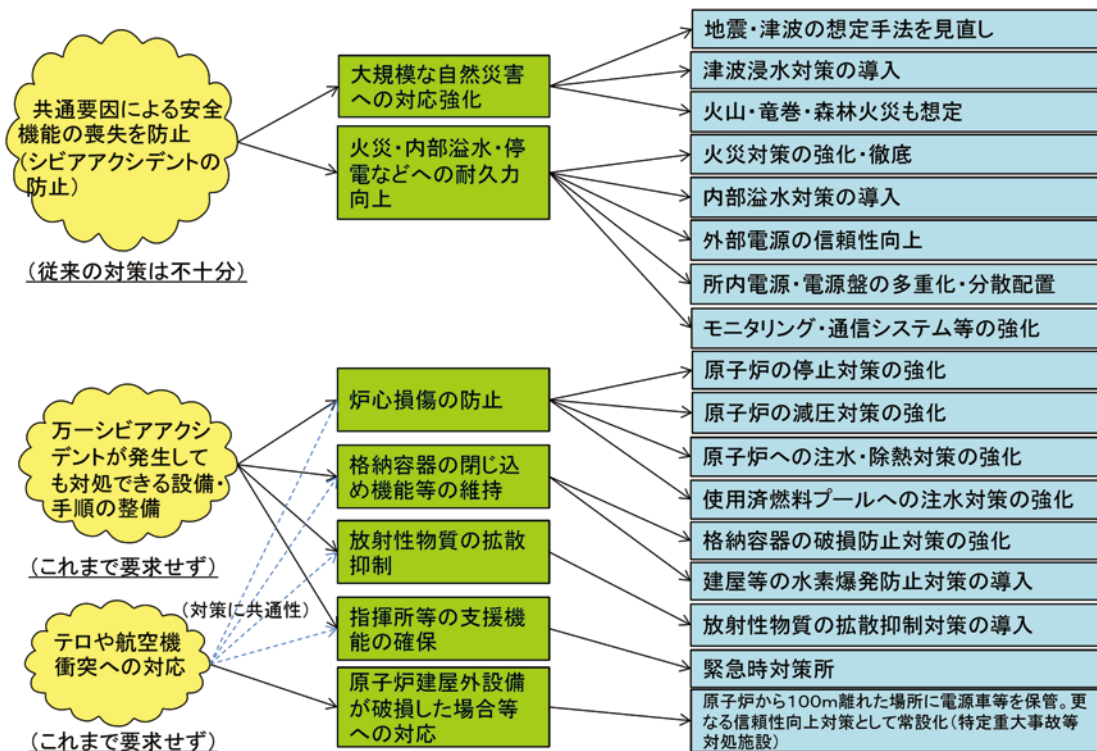 共通要因による安全
機能の喪失を防止
(シビアアクシデントの
防止)
(従来の対策は不十分)
万一シビアアクシ
デントが発生して
も対処できる設備・
手順の整備
(これまで要求せず)
(対策に共通性)
テロや航空機
衝突への対応
(これまで要求せず)
大規模な自然災害
への対応強化
火災・内部溢水・停
電などへの耐久力
向上
炉心損傷の防止
格納容器の閉じ込
め機能等の維持
放射性物質の拡散
抑制
指揮所等の支援機
能の確保
原子炉建屋外設備
が破損した場合等
への対応
地震・津波の想定手法を見直し
津波浸水対策の導入
火山・竜巻・森林火災も想定
火災対策の強化・徹底
内部溢水対策の導入
外部電源の信頼性向上
所内電源・電源盤の多重化・分散配置
モニタリング・通信システム等の強化
原子炉の停止対策の強化
原子炉の減圧対策の強化
原子炉への注水・除熱対策の強化
使用済燃料プールへの注水対策の強化
格納容器の破損防止対策の強化
建屋等の水素爆発防止対策の導入
放射性物質の拡散抑制対策の導入
緊急時対策所
原子炉から100m離れた場所に電源車等を保管。更
なる信頼性向上対策として常設化(特定重大事故等
対処施設)